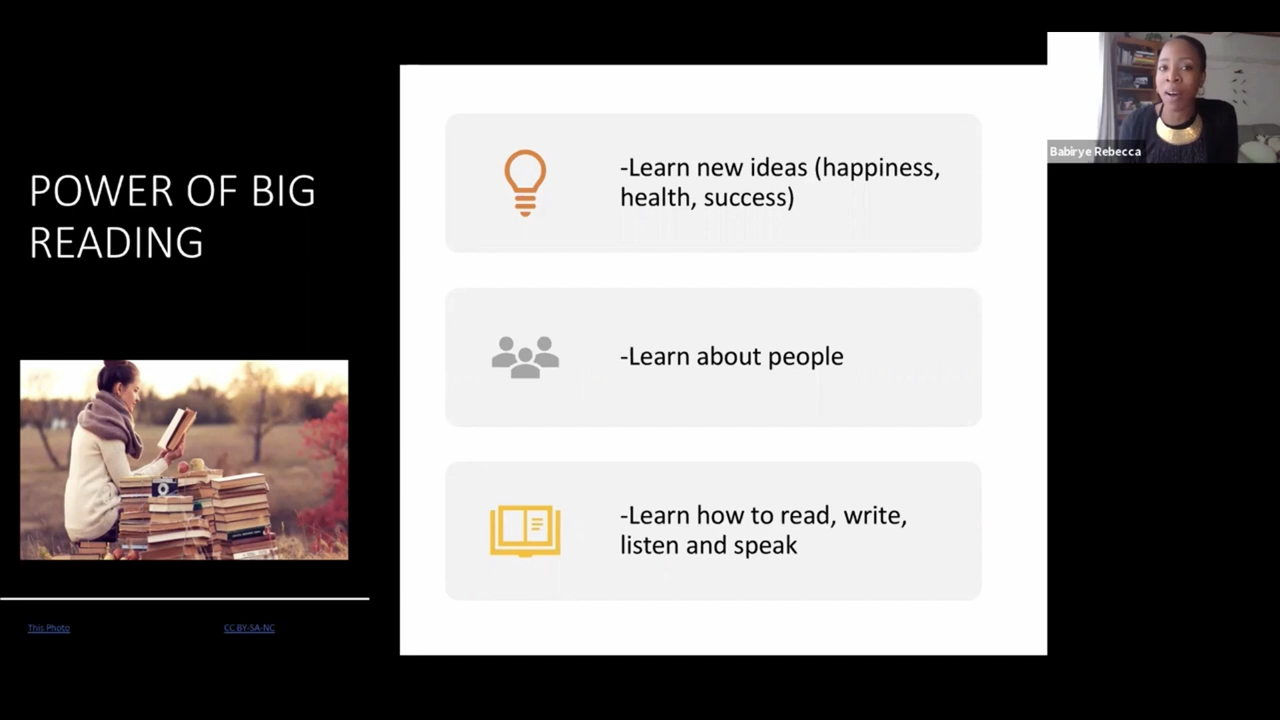 POWER OF BIG
READING
This Photo
CC BY-SA-NC
-Learn new ideas (happiness,
health, success)
-Learn about people
-Learn how to read, write,
listen and speak
Babirye Rebecca